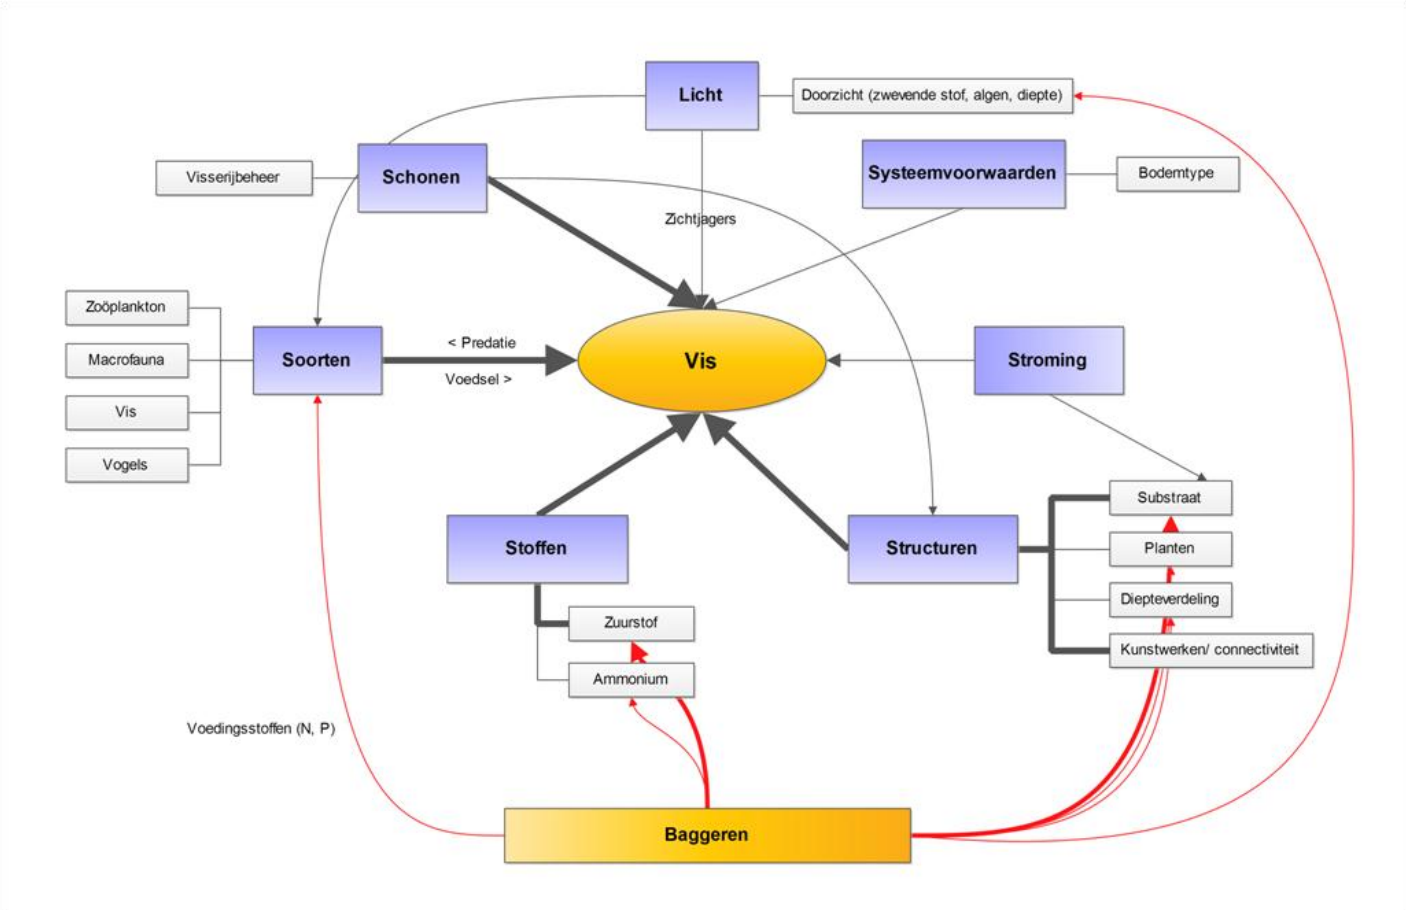 Licht
Doorzicht (zwevende stof, algen, diepte)
Schonen
Visserijbeheer
Systeemvoorwaarden
Bodemtype
Zichtjagers
Zoöplankton
Macrofauna
Vis
Vogels
Soorten
< Predatie
Voedsel >
Vis
Stroming
Stoffen
Structuren
Substraat
Planten
Diepteverdeling
Kunstwerken/ connectiviteit
Zuurstof
Ammonium
Voedingsstoffen (N, P)
Baggeren